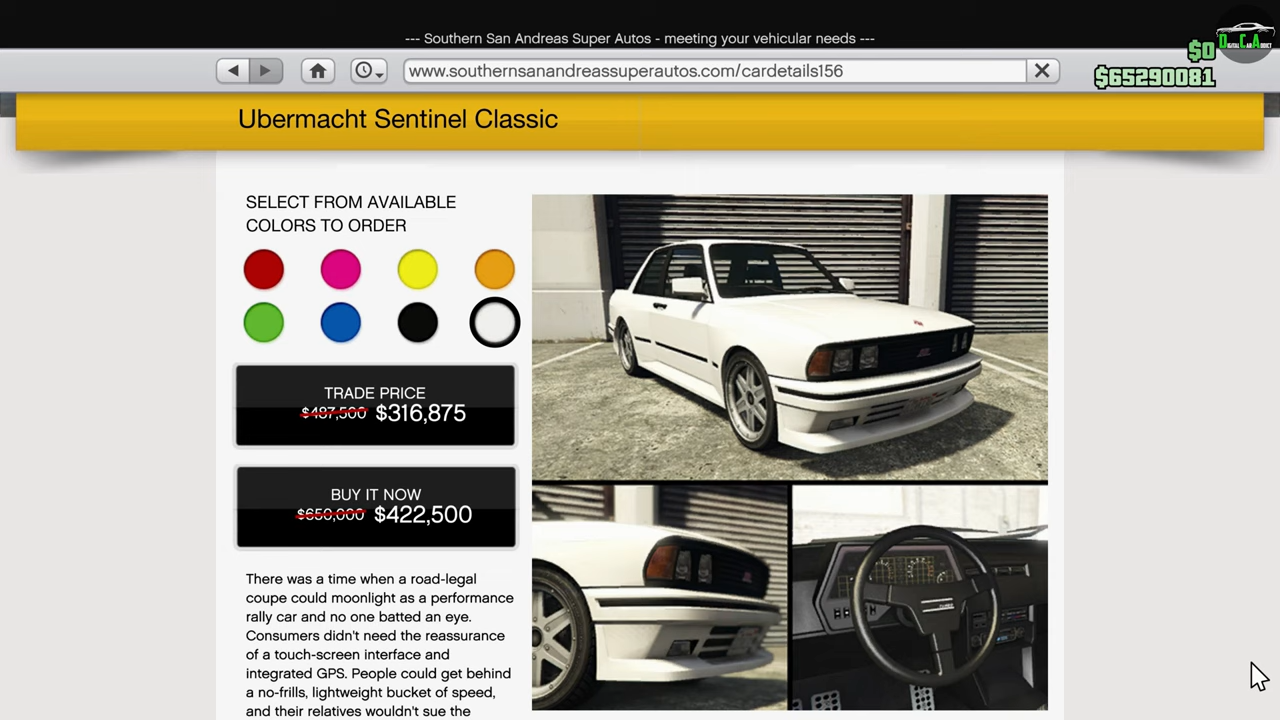 --- Southern San Andreas Super Autos - meeting your vehicular needs ---
$0
$65290081
www.southernsanandreassuperautos.com/cardetails156
Ubermacht Sentinel Classic
SELECT FROM AVAILABLE
COLORS TO ORDER
TRADE PRICE
$487,500 $316,875
BUY IT NOW
$650,000 $422,500
There was a time when a road-legal
coupe could moonlight as a performance
rally car and no one batted an eye.
Consumers didn't need the reassurance
of a touch-screen interface and
integrated GPS. People could get behind
a no-frills, lightweight bucket of speed,
and their relatives wouldn't sue the